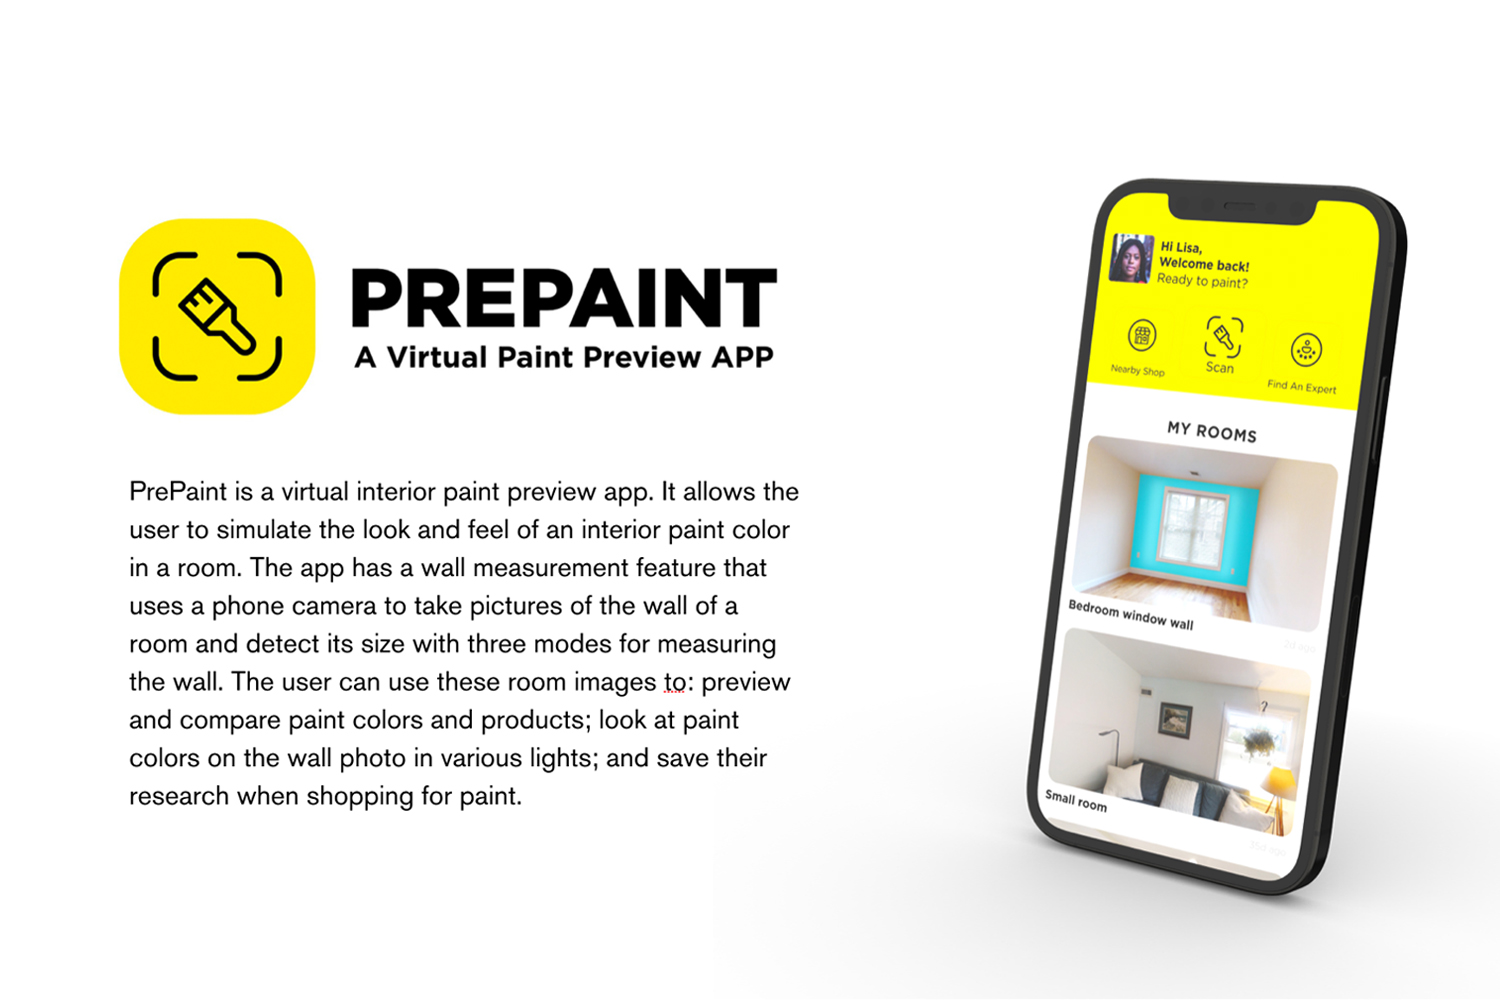 PREPAINT
A Virtual Paint Preview APP
PrePaint is a virtual interior paint preview app. It allows the
user to simulate the look and feel of an interior paint color
in a room. The app has a wall measurement feature that
uses a phone camera to take pictures of the wall of a
room and detect its size with three modes for measuring
the wall. The user can use these room images to: preview
and compare paint colors and products; look at paint
colors on the wall photo in various lights; and save their
research when shopping for paint.
Hi Lisa,
Welcome back!
Ready to paint?
Nearby Shop
Scan
Find An Expert
MY ROOMS
Bedroom window wall
Small room